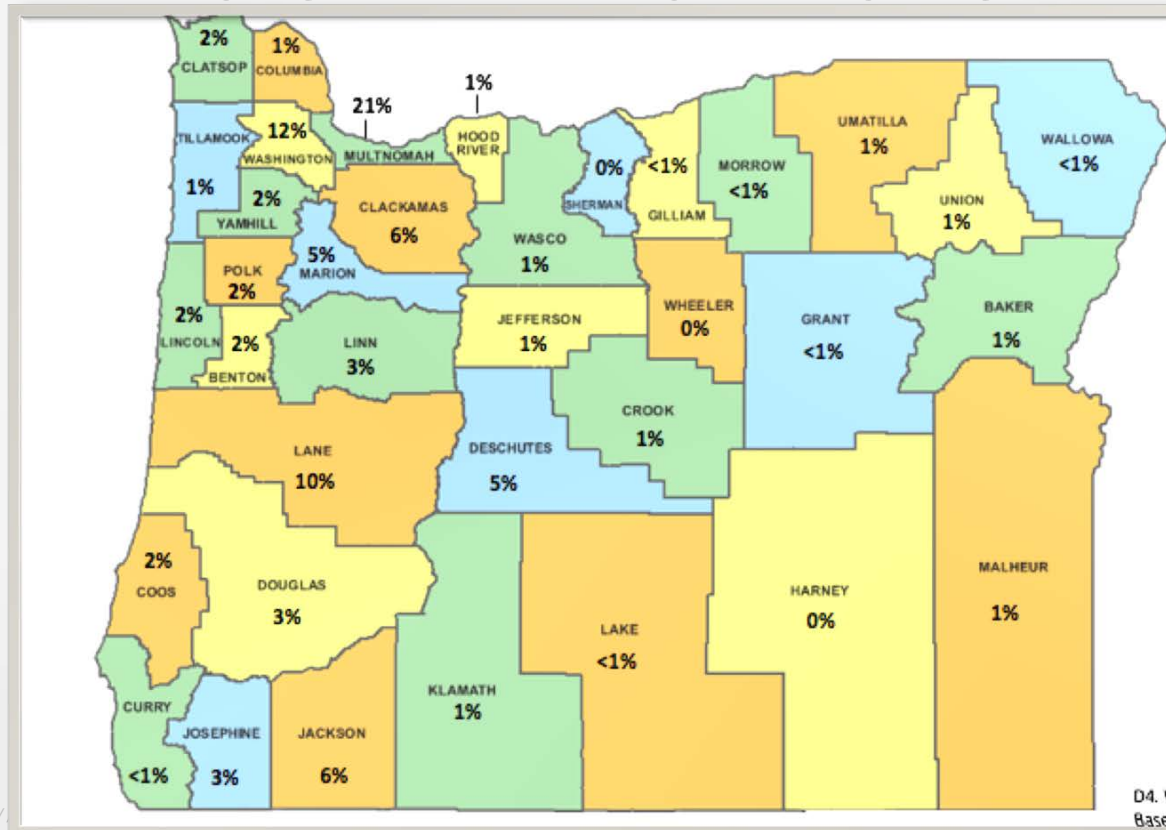 2%
CLATSOP
1%
COLUMBIA
21%
1%
TILLAMOOK
1%
12%
WASHINGTON
MULTNOMAH
HOOD
RIVER
0%
SHERMAN
<1%
GILLIAM
MORROW
<1%
UMATILLA
1%
WALLOWA
<1%
UNION
1%
2%
YAMHILL
CLACKAMAS
6%
WASCO
1%
5%
MARION
POLK
2%
2%
LINCOLN
2%
BENTON
LINN
3%
JEFFERSON
1%
WHEELER
0%
GRANT
<1%
BAKER
1%
CROOK
1%
LANE
10%
DESCHUTES
5%
2%
COOS
DOUGLAS
3%
HARNEY
0%
MALHEUR
1%
LAKE
<1%
KLAMATH
1%
CURRY
<1%
JOSEPHINE
3%
JACKSON
6%
D4.
Base